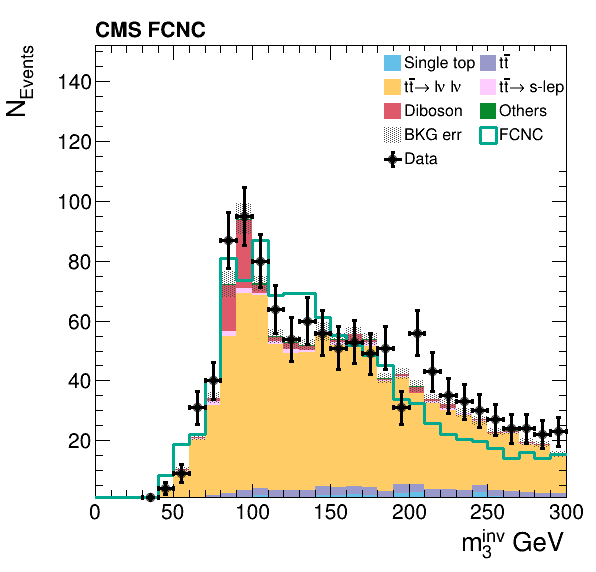 CMS FCNC
N_Events
140
120
100
80
60
40
20
Single top
tt̄
tt̄→ lν lν
tt̄→ s-lep
Diboson
Others
BKG err
FCNC
Data
0 50 100 150 200 250 300
m_3^inv GeV